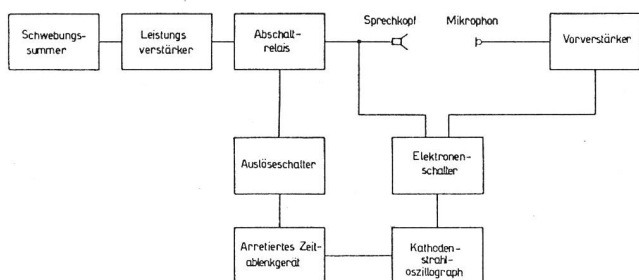 Schwebungs-
summer
Leistungs
verstärker
Abschalt-
relais
Sprechkopf
Mikrophon
Vorverstärker
Auslöseschalter
Elektronen-
schalter
Arretiertes Zeit-
ablenkgerät
Kathoden-
strahl-
oszillograph